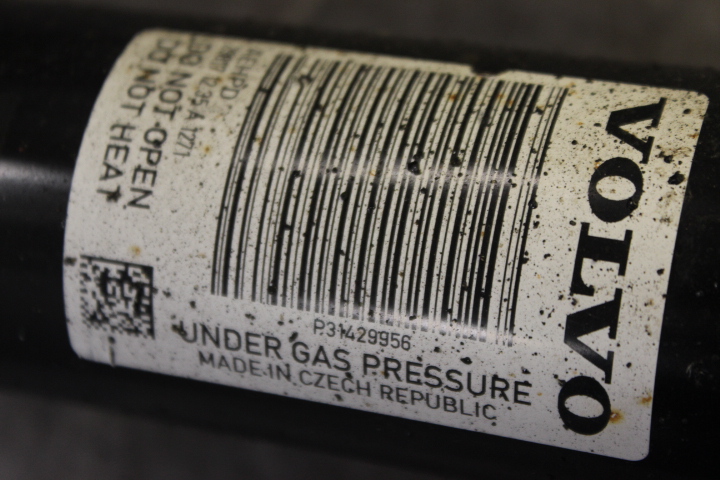 VOLVO
P31429956
UNDER GAS PRESSURE
MADE IN CZECH REPUBLIC
DO NOT OPEN
DO NOT HEAT